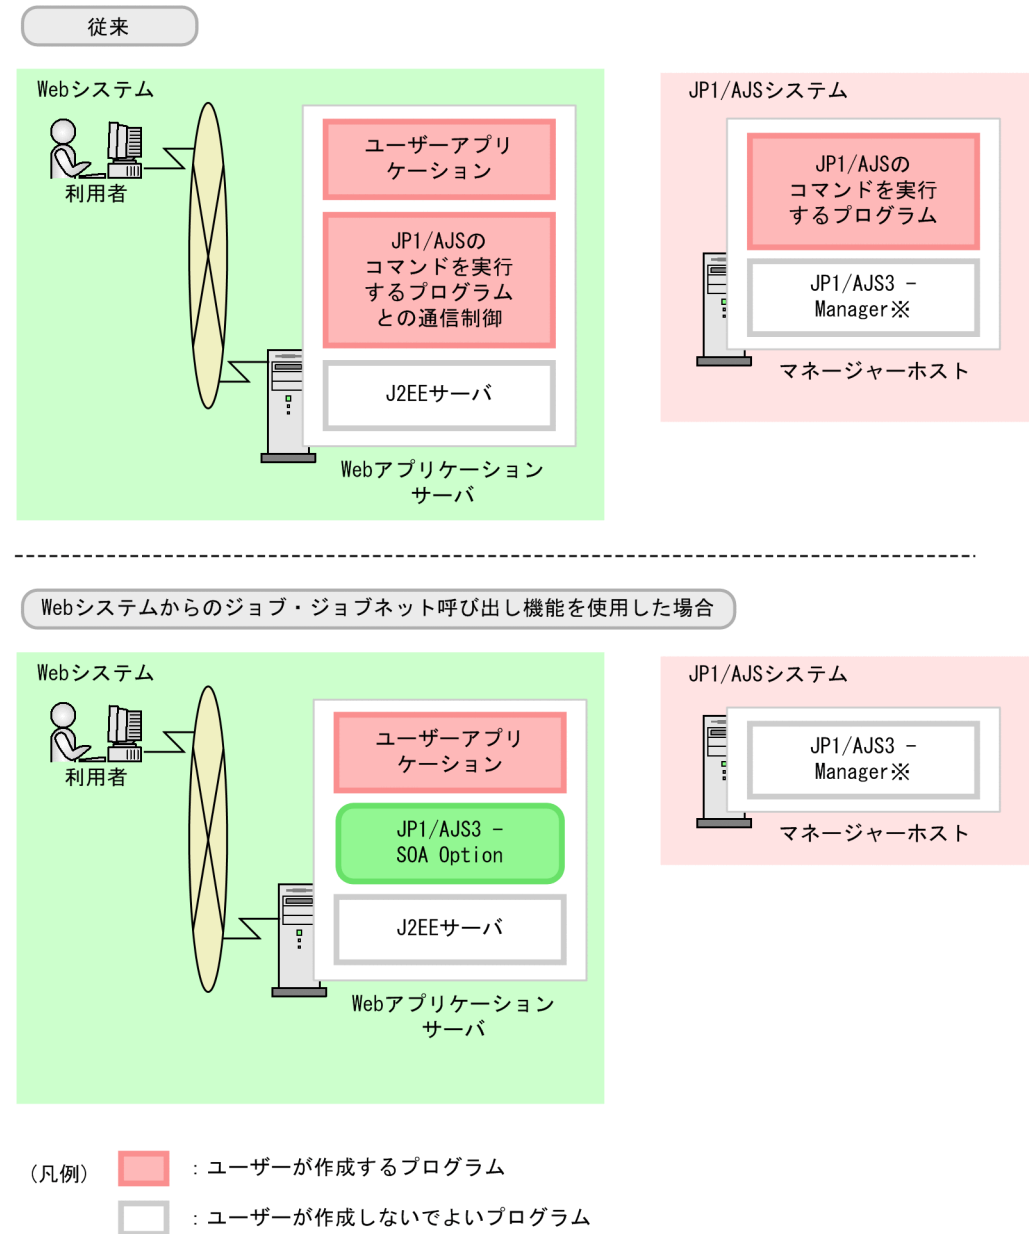 従来
Webシステム
利用者
ユーザーアプリ
ケーション
JP1/AJSの
コマンドを実行
するプログラム
との通信制御
J2EEサーバ
Webアプリケーション
サーバ
JP1/AJSシステム
JP1/AJSの
コマンドを実行
するプログラム
JP1/AJS3 -
Manager※
マネージャーホスト
Webシステムからのジョブ・ジョブネット呼び出し機能を使用した場合
Webシステム
利用者
ユーザーアプリ
ケーション
JP1/AJS3 -
SOA Option
J2EEサーバ
Webアプリケーション
サーバ
JP1/AJSシステム
JP1/AJS3 -
Manager※
マネージャーホスト
(凡例)
：ユーザーが作成するプログラム
：ユーザーが作成しないでよいプログラム